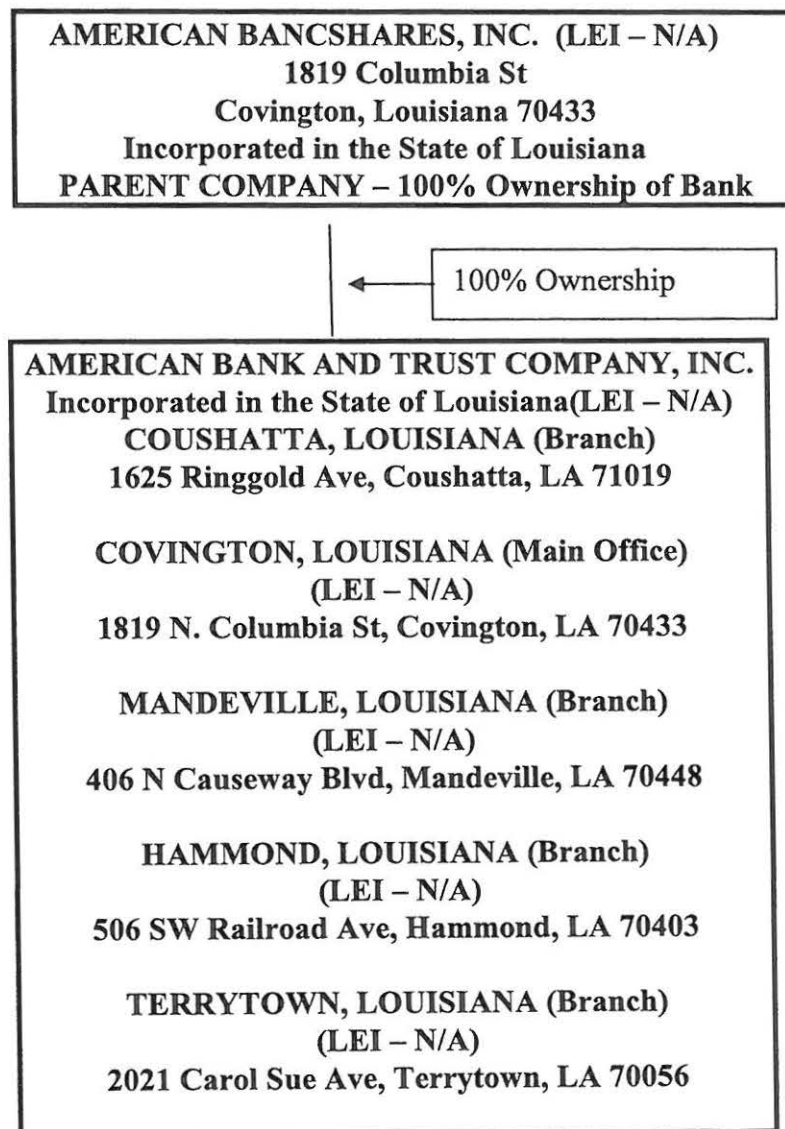 AMERICAN BANCSHARES, INC. (LEI – N/A)
1819 Columbia St
Covington, Louisiana 70433
Incorporated in the State of Louisiana
PARENT COMPANY – 100% Ownership of Bank
100% Ownership
AMERICAN BANK AND TRUST COMPANY, INC.
Incorporated in the State of Louisiana(LEI – N/A)
COUSHATTA, LOUISIANA (Branch)
1625 Ringgold Ave, Coushatta, LA 71019
COVINGTON, LOUISIANA (Main Office)
(LEI – N/A)
1819 N. Columbia St, Covington, LA 70433
MANDEVILLE, LOUISIANA (Branch)
(LEI – N/A)
406 N Causeway Blvd, Mandeville, LA 70448
HAMMOND, LOUISIANA (Branch)
(LEI – N/A)
506 SW Railroad Ave, Hammond, LA 70403
TERRYTOWN, LOUISIANA (Branch)
(LEI – N/A)
2021 Carol Sue Ave, Terrytown, LA 70056